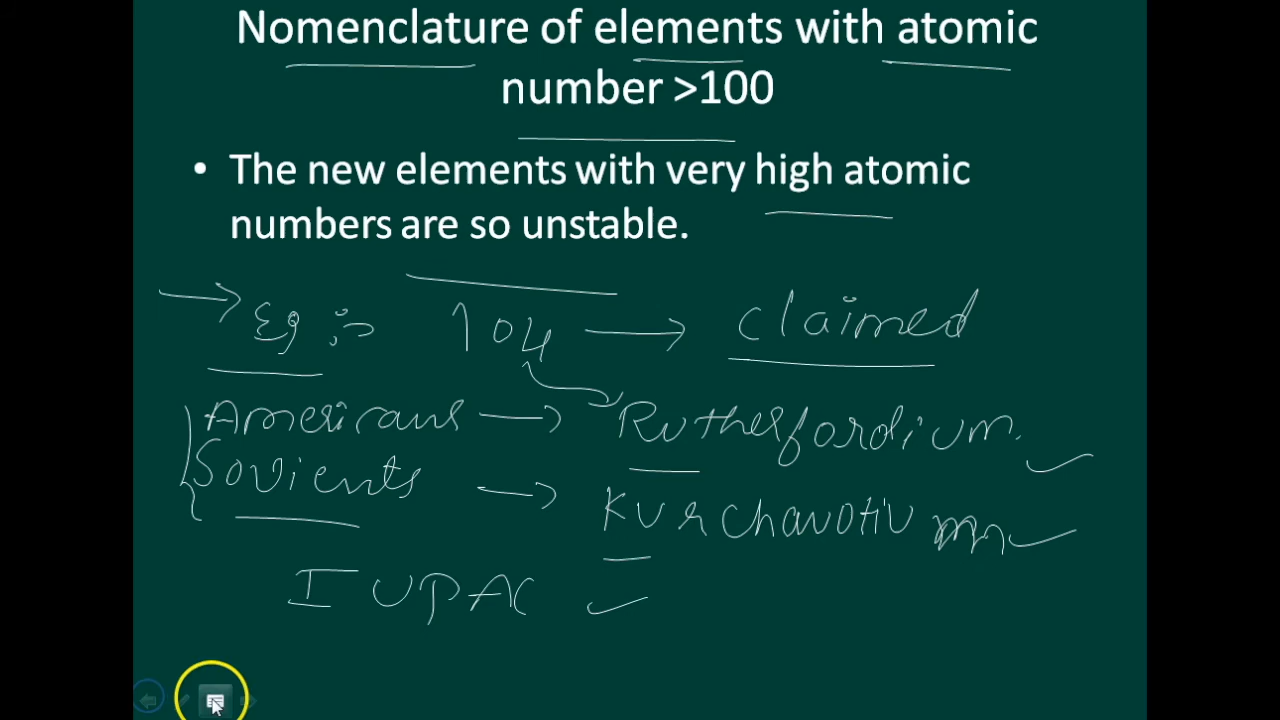 Nomenclature of elements with atomic
number >100
• The new elements with very high atomic
numbers are so unstable.
→ Eg :- 104 → claimed
Americans → Rutherfordium
Sovients → Kurchavotium
IUPAC